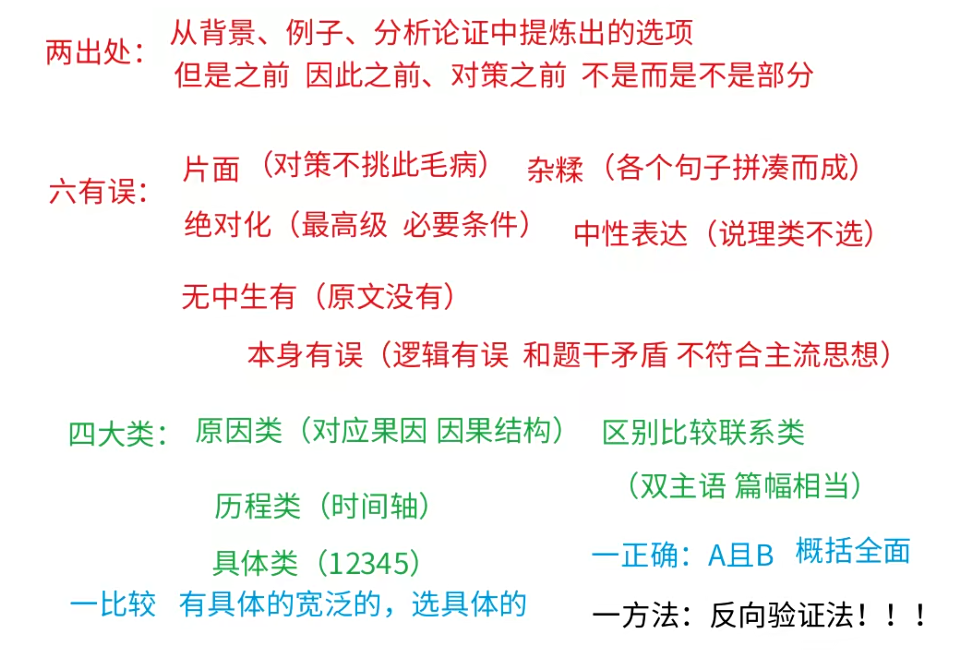 两出处： 从背景、例子、分析论证中提炼出的选项
但是之前 因此之前、对策之前 不是而是不是部分
六有误： 片面（对策不挑此毛病） 杂糅（各个句子拼凑而成）
绝对化（最高级 必要条件） 中性表达（说理类不选）
无中生有（原文没有）
本身有误（逻辑有误 和题干矛盾 不符合主流思想）
四大类： 原因类（对应果因 因果结构） 区别比较联系类
（双主语 篇幅相当）
历程类（时间轴）
具体类（12345） 一正确：A且B 概括全面
一比较 有具体的宽泛的，选具体的 一方法：反向验证法！！！